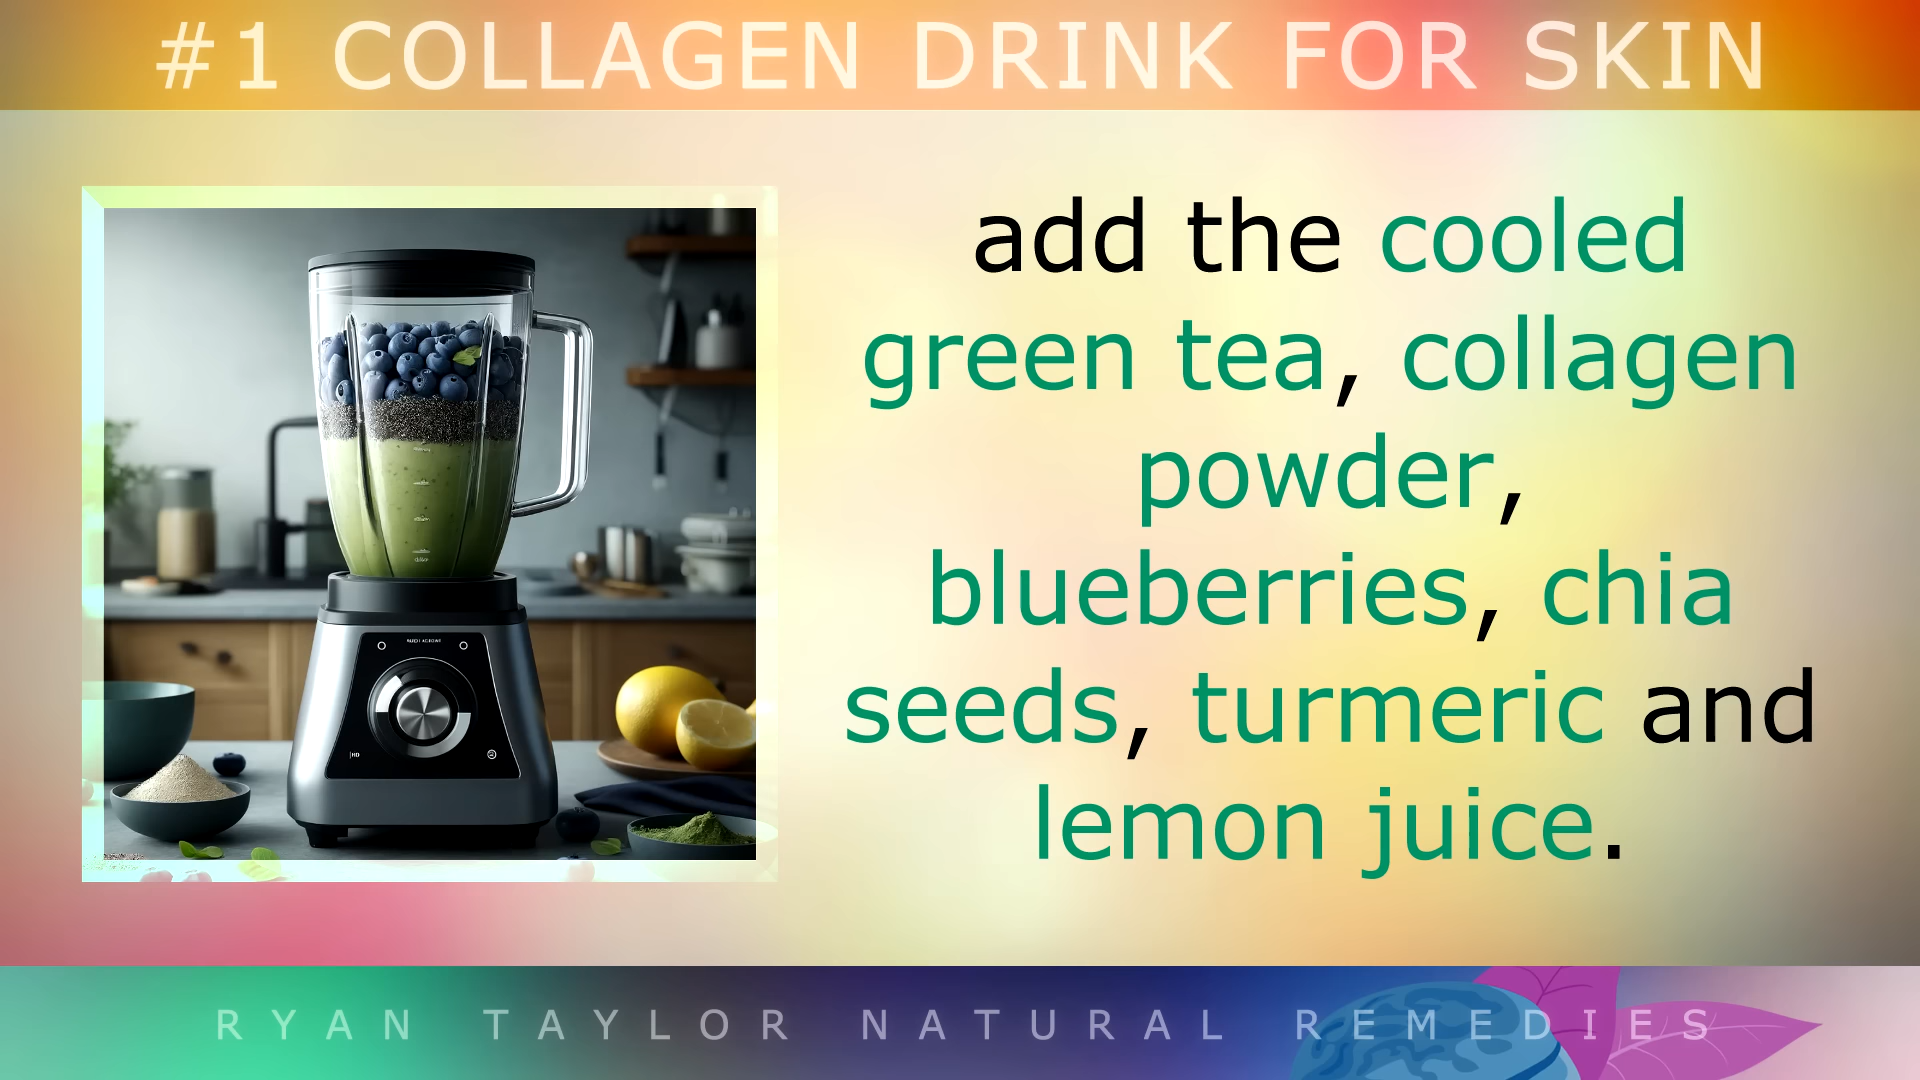 #1 COLLAGEN DRINK FOR SKIN
add the cooled
green tea, collagen
powder,
blueberries, chia
seeds, turmeric and
lemon juice.
RYAN TAYLOR NATURAL REMEDIES